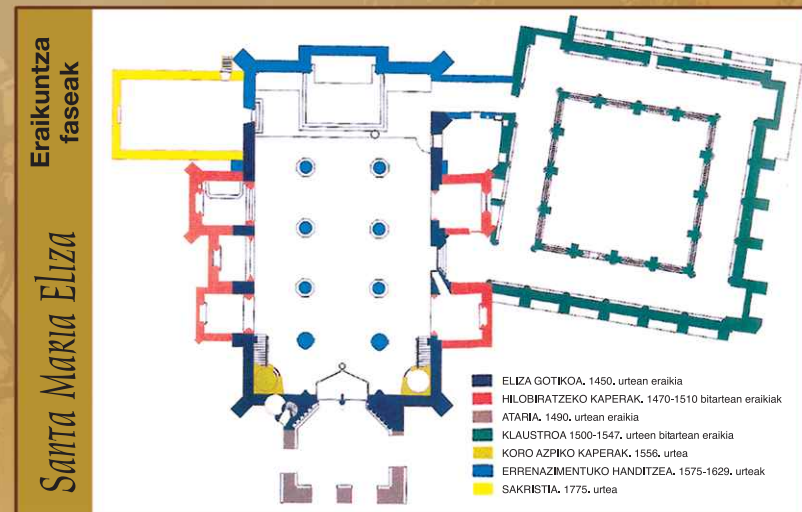 Santa Maria Eliza
Eraikuntza
faseak
ELIZA GOTIKOA. 1450. urtean eraikia
HILOBIRATZEKO KAPERAK. 1470-1510 bitartean eraikiak
ATARIA. 1490. urtean eraikia
KLAUSTROA 1500-1547. urteen bitartean eraikia
KORO AZPIKO KAPERAK. 1556. urtea
ERRENAZIMENTUKO HANDITZEA. 1575-1629. urteak
SAKRISTIA. 1775. urtea